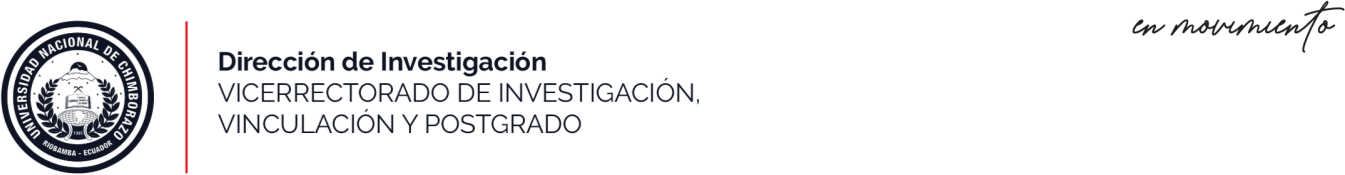 en movimiento
UNIVERSIDAD NACIONAL DE CHIMBORAZO
RIOBAMBA - ECUADOR
Dirección de Investigación
VICERRECTORADO DE INVESTIGACIÓN,
VINCULACIÓN Y POSTGRADO